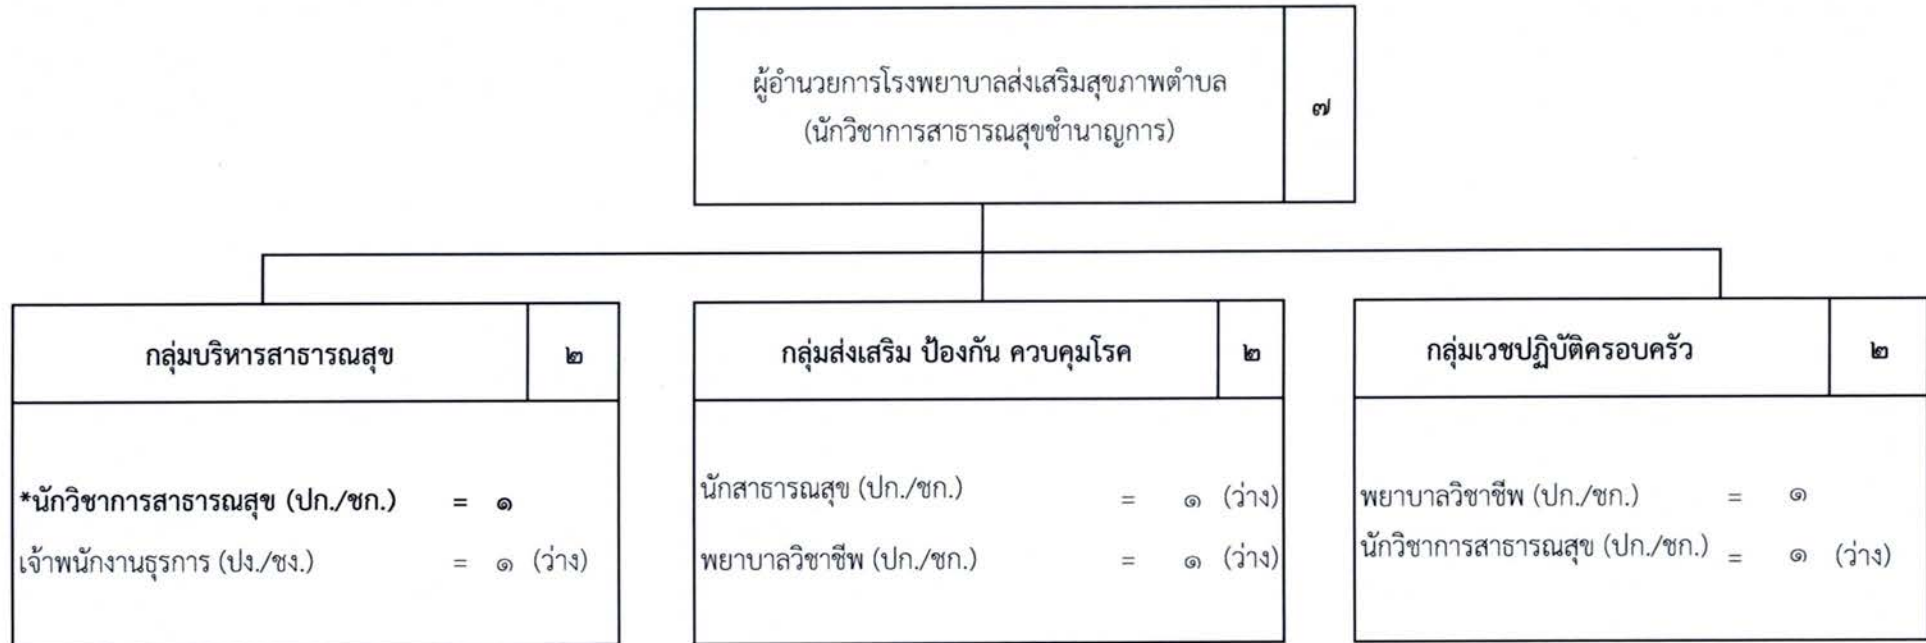 ผู้อำนวยการโรงพยาบาลส่งเสริมสุขภาพตำบล
(นักวิชาการสาธารณสุขชำนาญการ)
๗
กลุ่มบริหารสาธารณสุข ๒
*นักวิชาการสาธารณสุข (ปก./ชก.) = ๑
เจ้าพนักงานธุรการ (ปง./ชง.) = ๑ (ว่าง)
กลุ่มส่งเสริม ป้องกัน ควบคุมโรค ๒
นักสาธารณสุข (ปก./ชก.) = ๑ (ว่าง)
พยาบาลวิชาชีพ (ปก./ชก.) = ๑ (ว่าง)
กลุ่มเวชปฏิบัติครอบครัว ๒
พยาบาลวิชาชีพ (ปก./ชก.) = ๑
นักวิชาการสาธารณสุข (ปก./ชก.) = ๑ (ว่าง)